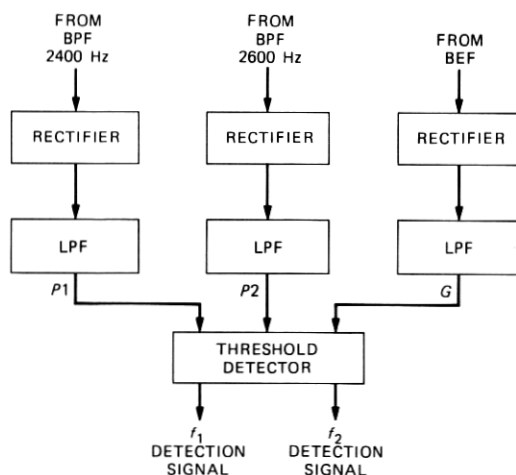 FROM
BPF
2400 Hz
FROM
BPF
2600 Hz
FROM
BEF
RECTIFIER
RECTIFIER
RECTIFIER
LPF
LPF
LPF
P1
P2
G
THRESHOLD
DETECTOR
f1
DETECTION
SIGNAL
f2
DETECTION
SIGNAL